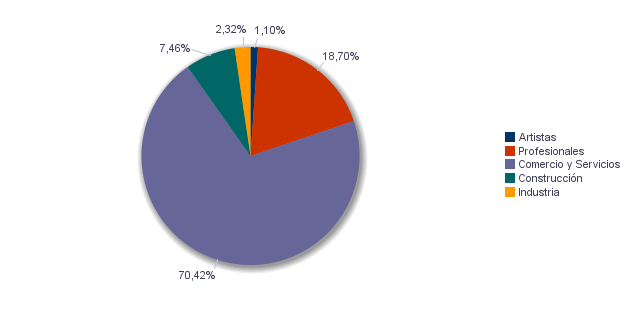 2,32%
1,10%
7,46%
18,70%
70,42%
Artistas
Profesionales
Comercio y Servicios
Construcción
Industria